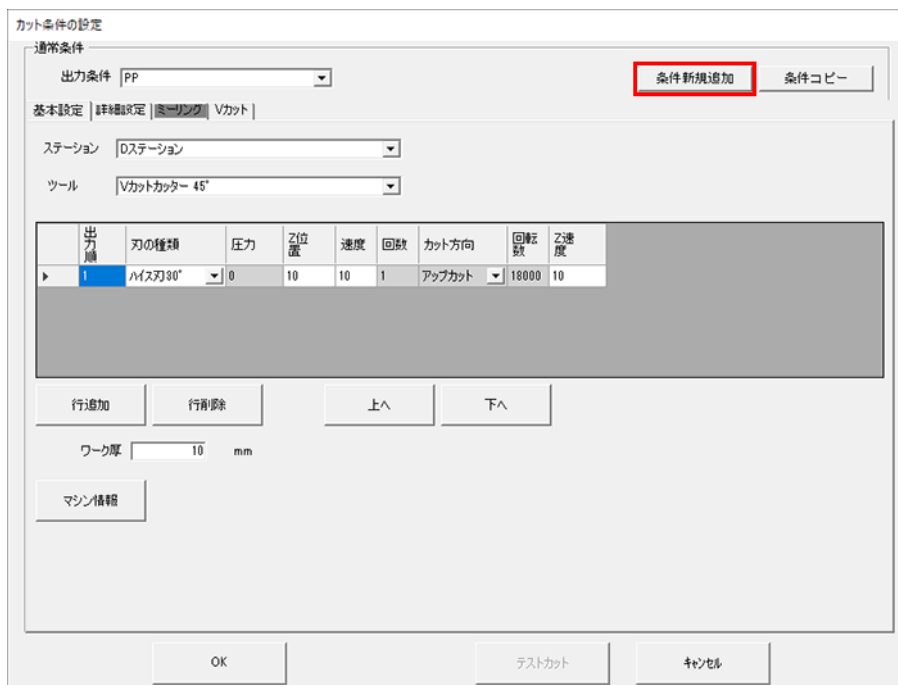 カット条件の設定
通常条件
出力条件 PP 条件新規追加 条件コピー
基本設定 詳細設定 ミーリング Vカット
ステーション Dステーション
ツール Vカットカッター 45°
出力順 刃の種類 圧力 Z位置 速度 回数 カット方向 回転数 Z速度
1 ハイス刃30° 0 10 10 1 アップカット 18000 10
行追加 行削除 上へ 下へ
ワーク厚 10 mm
マシン情報
OK テストカット キャンセル